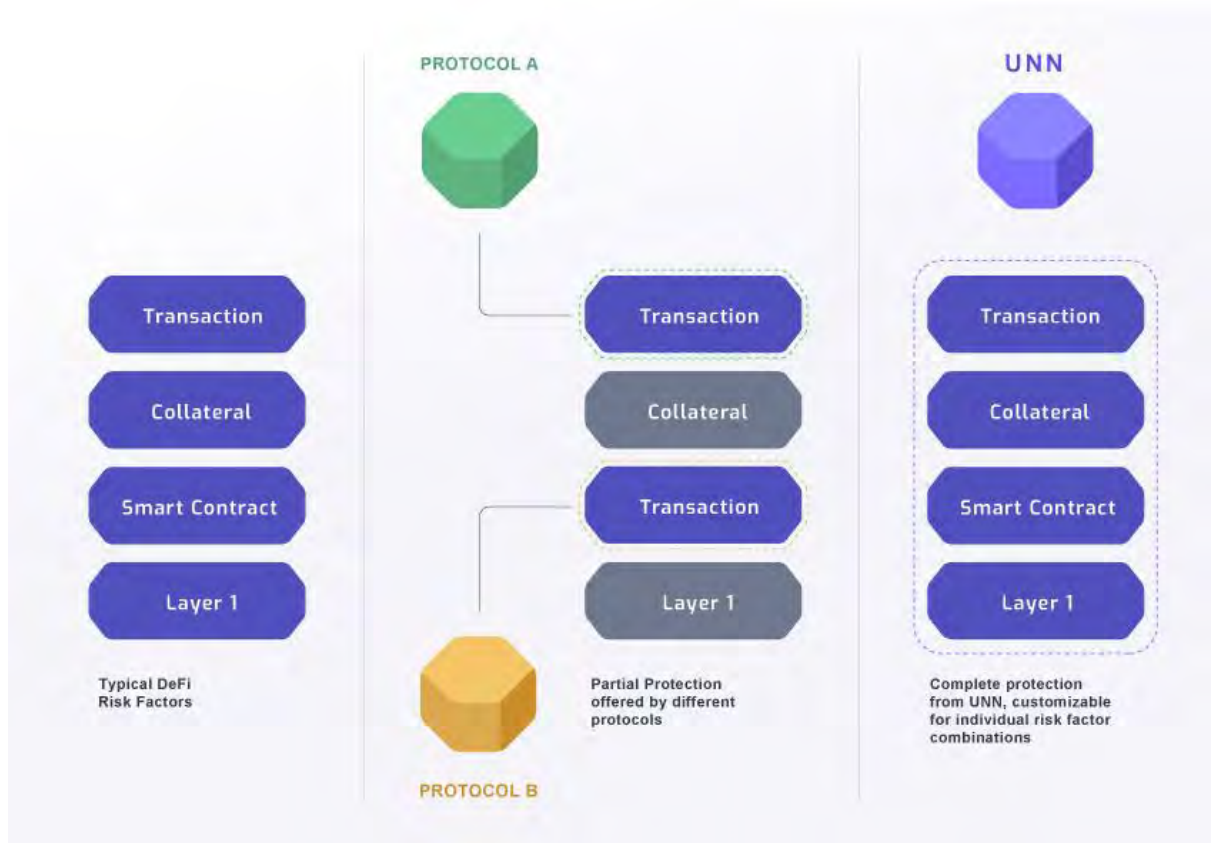 Transaction
Collateral
Smart Contract
Layer 1
Typical DeFi
Risk Factors
PROTOCOL A
Transaction
Collateral
Transaction
Layer 1
Partial Protection
offered by different
protocols
PROTOCOL B
UNN
Transaction
Collateral
Smart Contract
Layer 1
Complete protection
from UNN, customizable
for individual risk factor
combinations